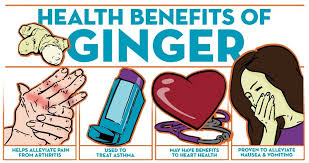 HEALTH BENEFITS OF
GINGER
HELPS ALLEVIATE PAIN
FROM ARTHRITIS
USED TO
TREAT ASTHMA
MAY HAVE BENEFITS
TO HEART HEALTH
PROVEN TO ALLEVIATE
NAUSEA & VOMITING